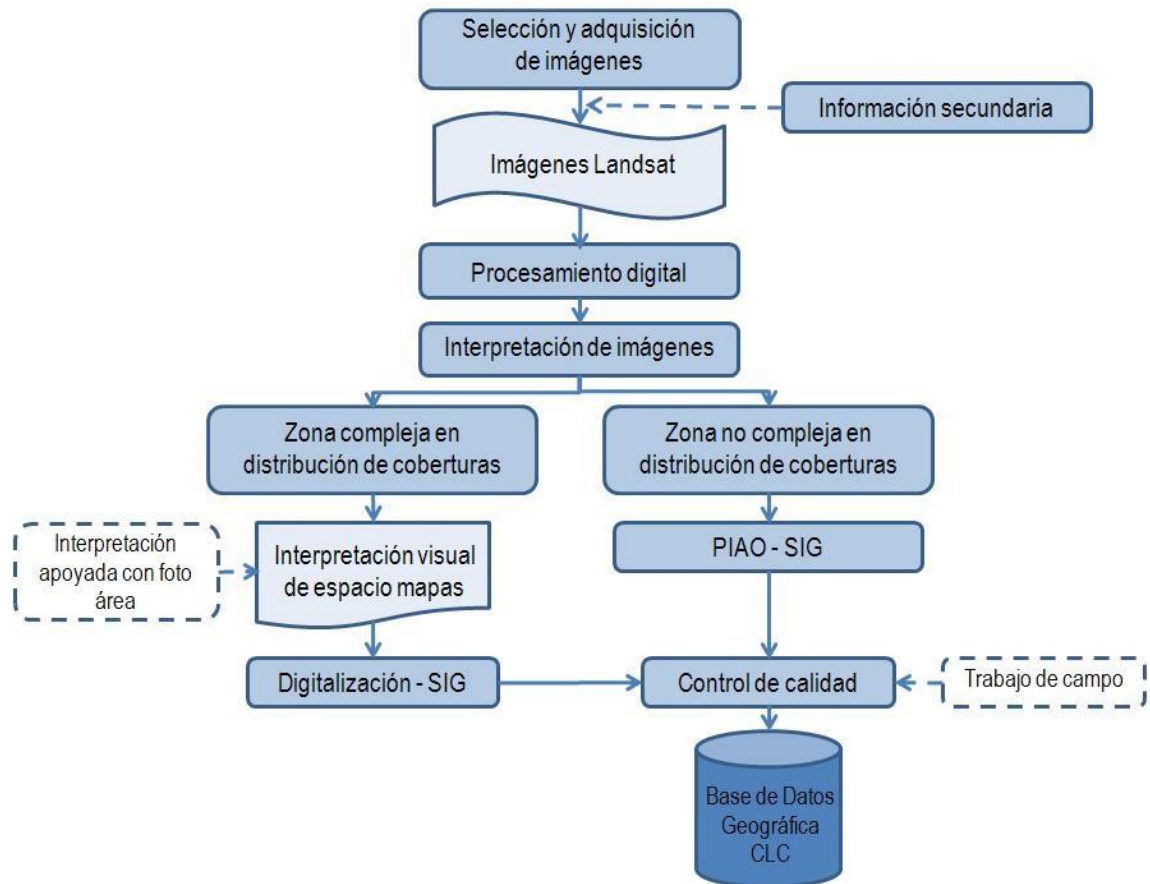 Selección y adquisición
de imágenes
Información secundaria
Imágenes Landsat
Procesamiento digital
Interpretación de imágenes
Zona compleja en
distribución de coberturas
Zona no compleja en
distribución de coberturas
Interpretación
apoyada con foto
área
Interpretación visual
de espacio mapas
PIAO - SIG
Digitalización - SIG
Control de calidad
Trabajo de campo
Base de Datos
Geográfica
CLC